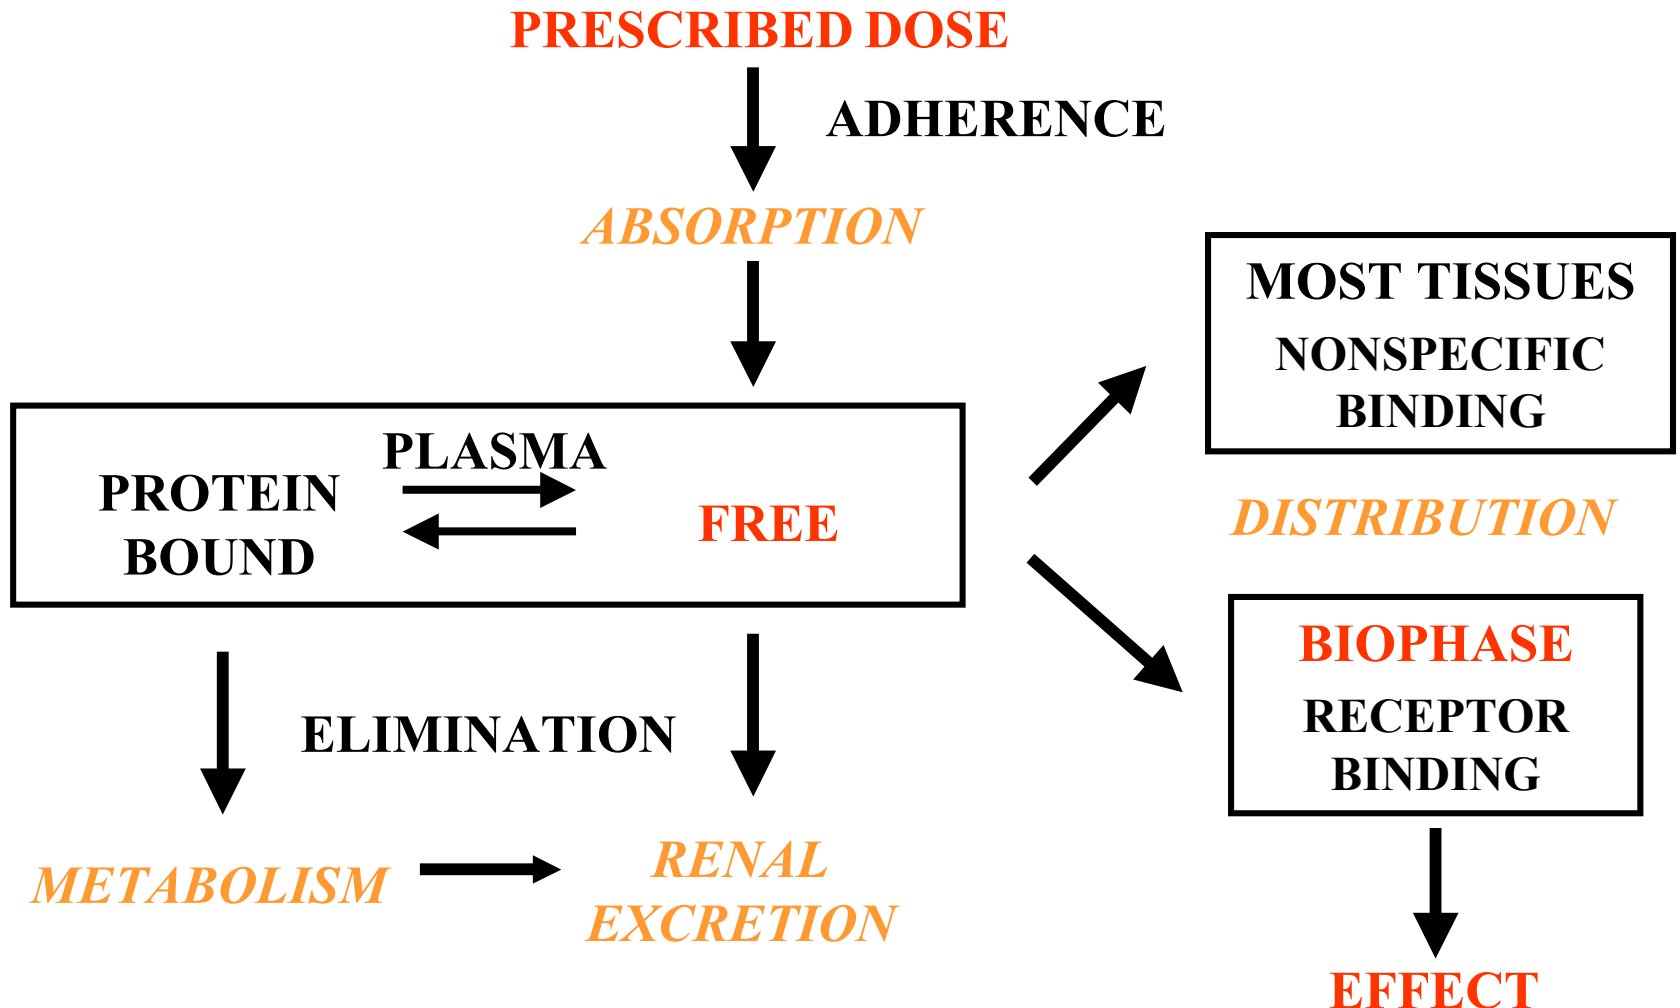 PRESCRIBED DOSE
ADHERENCE
ABSORPTION
MOST TISSUES
NONSPECIFIC
BINDING
PLASMA
PROTEIN
BOUND
FREE
DISTRIBUTION
BIOPHASE
RECEPTOR
BINDING
ELIMINATION
METABOLISM
RENAL
EXCRETION
EFFECT